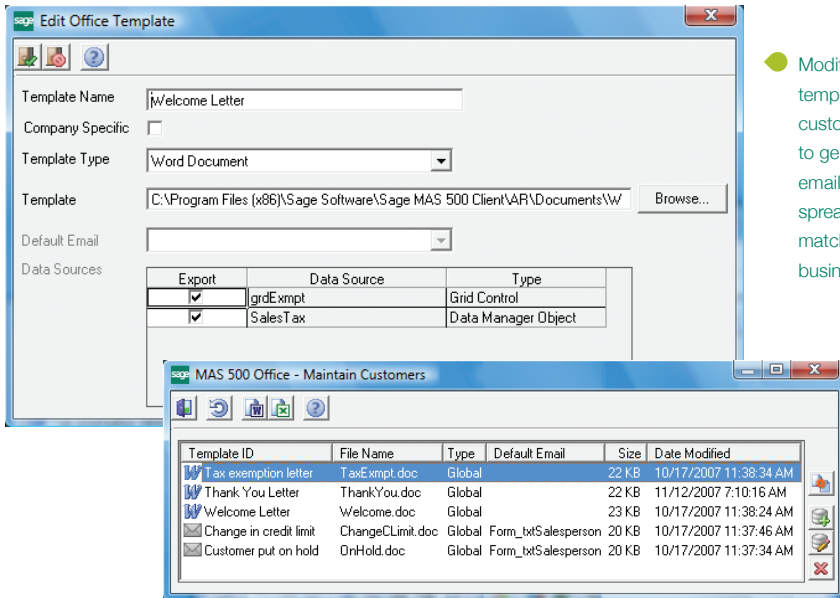 sage Edit Office Template
Template Name Welcome Letter
Company Specific
Template Type Word Document
Template C:\Program Files (x86)\Sage Software\Sage MAS 500 Client\AR\Documents\W Browse...
Default Email
Data Sources
Export Data Source Type
grdExmpt Grid Control
SalesTax Data Manager Object
sage MAS 500 Office - Maintain Customers
Template ID File Name Type Default Email Size Date Modified
Tax exemption letter TaxExmpt.doc Global 22 KB 10/17/2007 11:38:34 AM
Thank You Letter ThankYou.doc Global 22 KB 11/12/2007 7:10:16 AM
Welcome Letter Welcome.doc Global 23 KB 10/17/2007 11:38:24 AM
Change in credit limit ChangeCLimit.doc Global Form_txtSalesperson 20 KB 10/17/2007 11:37:46 AM
Customer put on hold OnHold.doc Global Form_txtSalesperson 20 KB 10/17/2007 11:37:34 AM
to